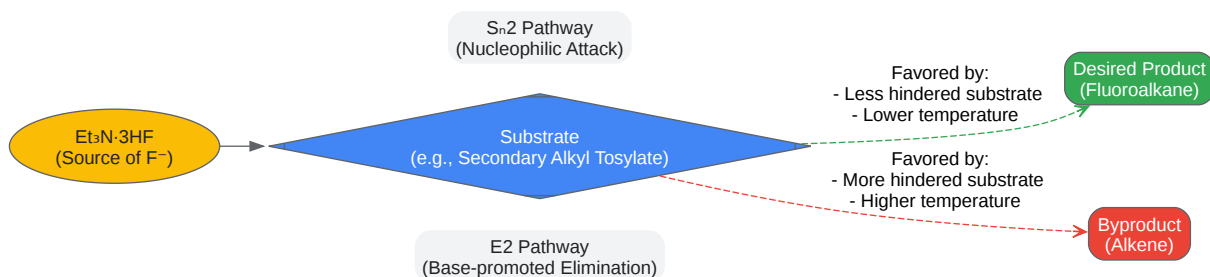 Sₙ2 Pathway
(Nucleophilic Attack)
Et₃N·3HF
(Source of F⁻)
Substrate
(e.g., Secondary Alkyl Tosylate)
Favored by:
- Less hindered substrate
- Lower temperature
Desired Product
(Fluoroalkane)
Favored by:
- More hindered substrate
- Higher temperature
Byproduct
(Alkene)
E2 Pathway
(Base-promoted Elimination)